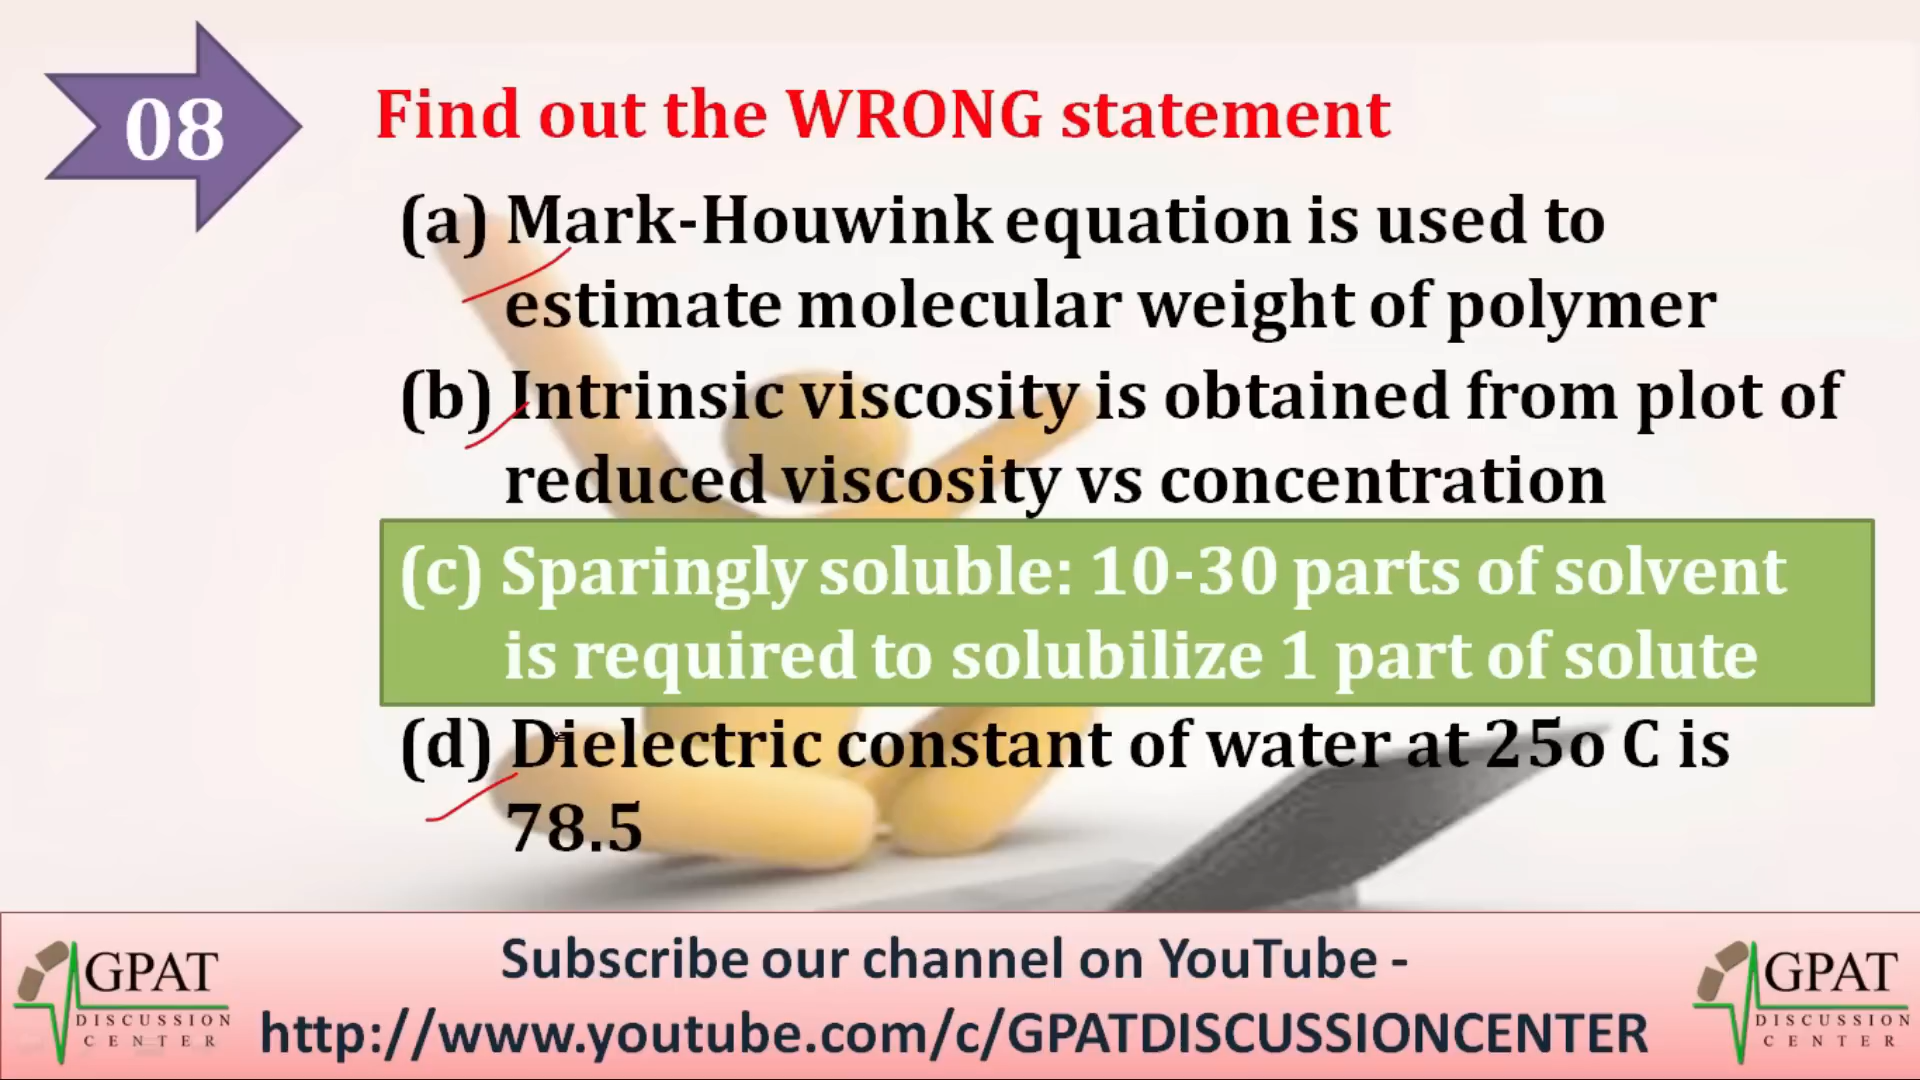 08
Find out the WRONG statement
(a) Mark-Houwink equation is used to
estimate molecular weight of polymer
(b) Intrinsic viscosity is obtained from plot of
reduced viscosity vs concentration
(c) Sparingly soluble: 10-30 parts of solvent
is required to solubilize 1 part of solute
(d) Dielectric constant of water at 25o C is
78.5
GPAT
DISCUSSION
CENTER
Subscribe our channel on YouTube -
http://www.youtube.com/c/GPATDISCUSSIONCENTER
GPAT
DISCUSSION
CENTER